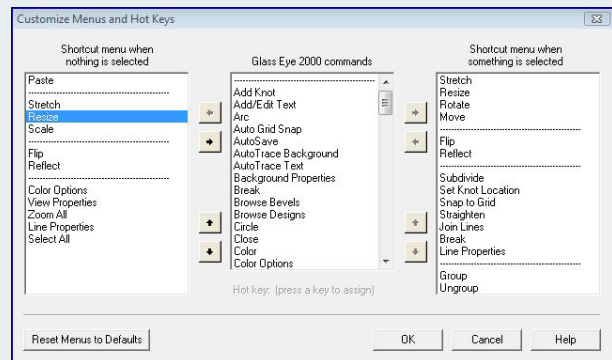 Customize Menus and Hot Keys
Shortcut menu when
nothing is selected
Paste
Stretch
Resize
Scale
Flip
Reflect
Color Options
View Properties
Zoom All
Line Properties
Select All
Glass Eye 2000 commands
Add Knot
Add/Edit Text
Arc
Auto Grid Snap
AutoSave
AutoTrace Background
AutoTrace Text
Background Properties
Break
Browse Bevels
Browse Designs
Circle
Close
Color
Color Options
Hot key: (press a key to assign)
Shortcut menu when
something is selected
Stretch
Resize
Rotate
Move
Flip
Reflect
Subdivide
Set Knot Location
Snap to Grid
Straighten
Join Lines
Break
Line Properties
Group
Ungroup
Reset Menus to Defaults
OK
Cancel
Help